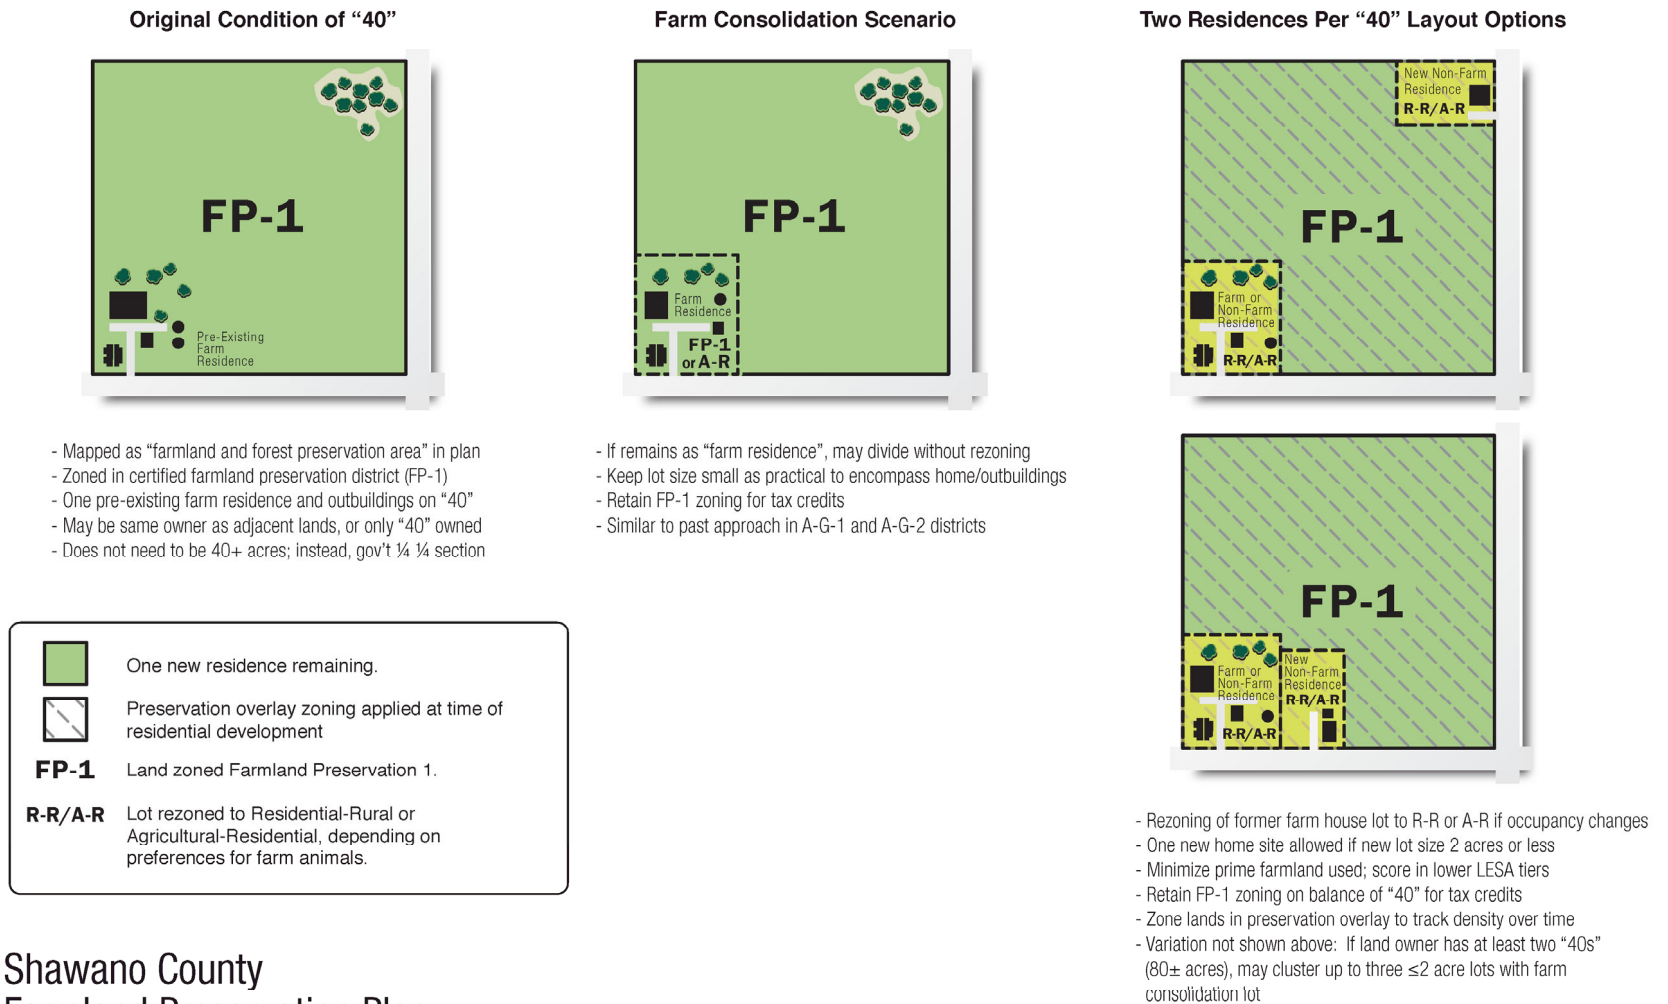 Original Condition of “40”
FP-1
Pre-Existing
Farm
Residence
- Mapped as “farmland and forest preservation area” in plan
- Zoned in certified farmland preservation district (FP-1)
- One pre-existing farm residence and outbuildings on “40”
- May be same owner as adjacent lands, or only “40” owned
- Does not need to be 40+ acres; instead, gov’t ¼ ¼ section
Farm Consolidation Scenario
FP-1
Farm
Residence
FP-1
or A-R
- If remains as “farm residence”, may divide without rezoning
- Keep lot size small as practical to encompass home/outbuildings
- Retain FP-1 zoning for tax credits
- Similar to past approach in A-G-1 and A-G-2 districts
Two Residences Per “40” Layout Options
New Non-Farm
Residence
R-R/A-R
FP-1
Farm or
Non-Farm
Residence
R-R/A-R
FP-1
Farm or
Non-Farm
Residence
R-R/A-R
New
Non-Farm
Residence
R-R/A-R
- Rezoning of former farm house lot to R-R or A-R if occupancy changes
- One new home site allowed if new lot size 2 acres or less
- Minimize prime farmland used; score in lower LESA tiers
- Retain FP-1 zoning on balance of “40” for tax credits
- Zone lands in preservation overlay to track density over time
- Variation not shown above: If land owner has at least two “40s”
(80± acres), may cluster up to three ≤2 acre lots with farm
consolidation lot
One new residence remaining.
Preservation overlay zoning applied at time of
residential development
FP-1 Land zoned Farmland Preservation 1.
R-R/A-R Lot rezoned to Residential-Rural or
Agricultural-Residential, depending on
preferences for farm animals.
Shawano County
Farmland Preservation Plan